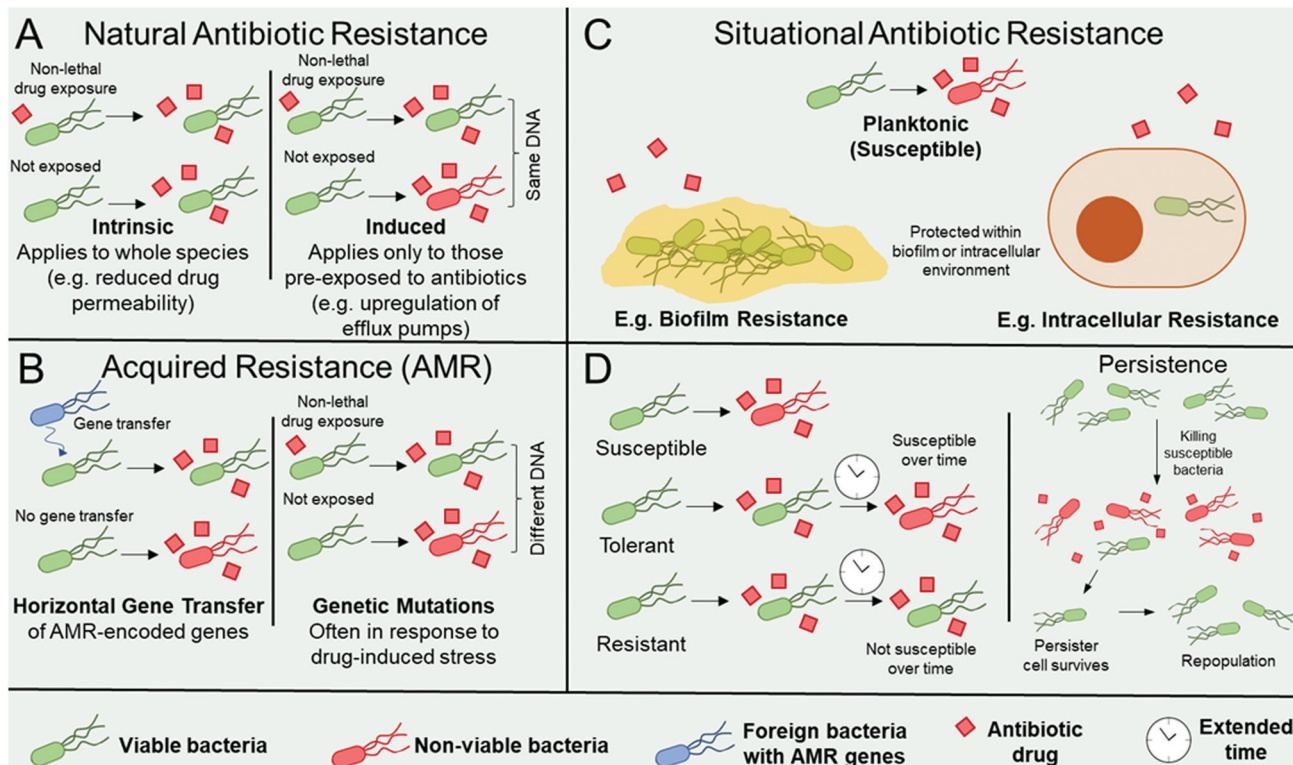 A
Natural Antibiotic Resistance
Non-lethal
drug exposure
Not exposed
Intrinsic
Applies to whole species
(e.g. reduced drug
permeability)
Non-lethal
drug exposure
Not exposed
Same DNA
Induced
Applies only to those
pre-exposed to antibiotics
(e.g. upregulation of
efflux pumps)
B
Acquired Resistance (AMR)
Gene transfer
No gene transfer
Horizontal Gene Transfer
of AMR-encoded genes
Non-lethal
drug exposure
Not exposed
Different DNA
Genetic Mutations
Often in response to
drug-induced stress
C
Situational Antibiotic Resistance
Planktonic
(Susceptible)
Protected within
biofilm or intracellular
environment
E.g. Biofilm Resistance
E.g. Intracellular Resistance
D
Susceptible
Susceptible
over time
Tolerant
Resistant
Not susceptible
over time
Persistence
Killing
susceptible
bacteria
Persister
cell survives
Repopulation
Viable bacteria
Non-viable bacteria
Foreign bacteria
with AMR genes
Antibiotic
drug
Extended
time